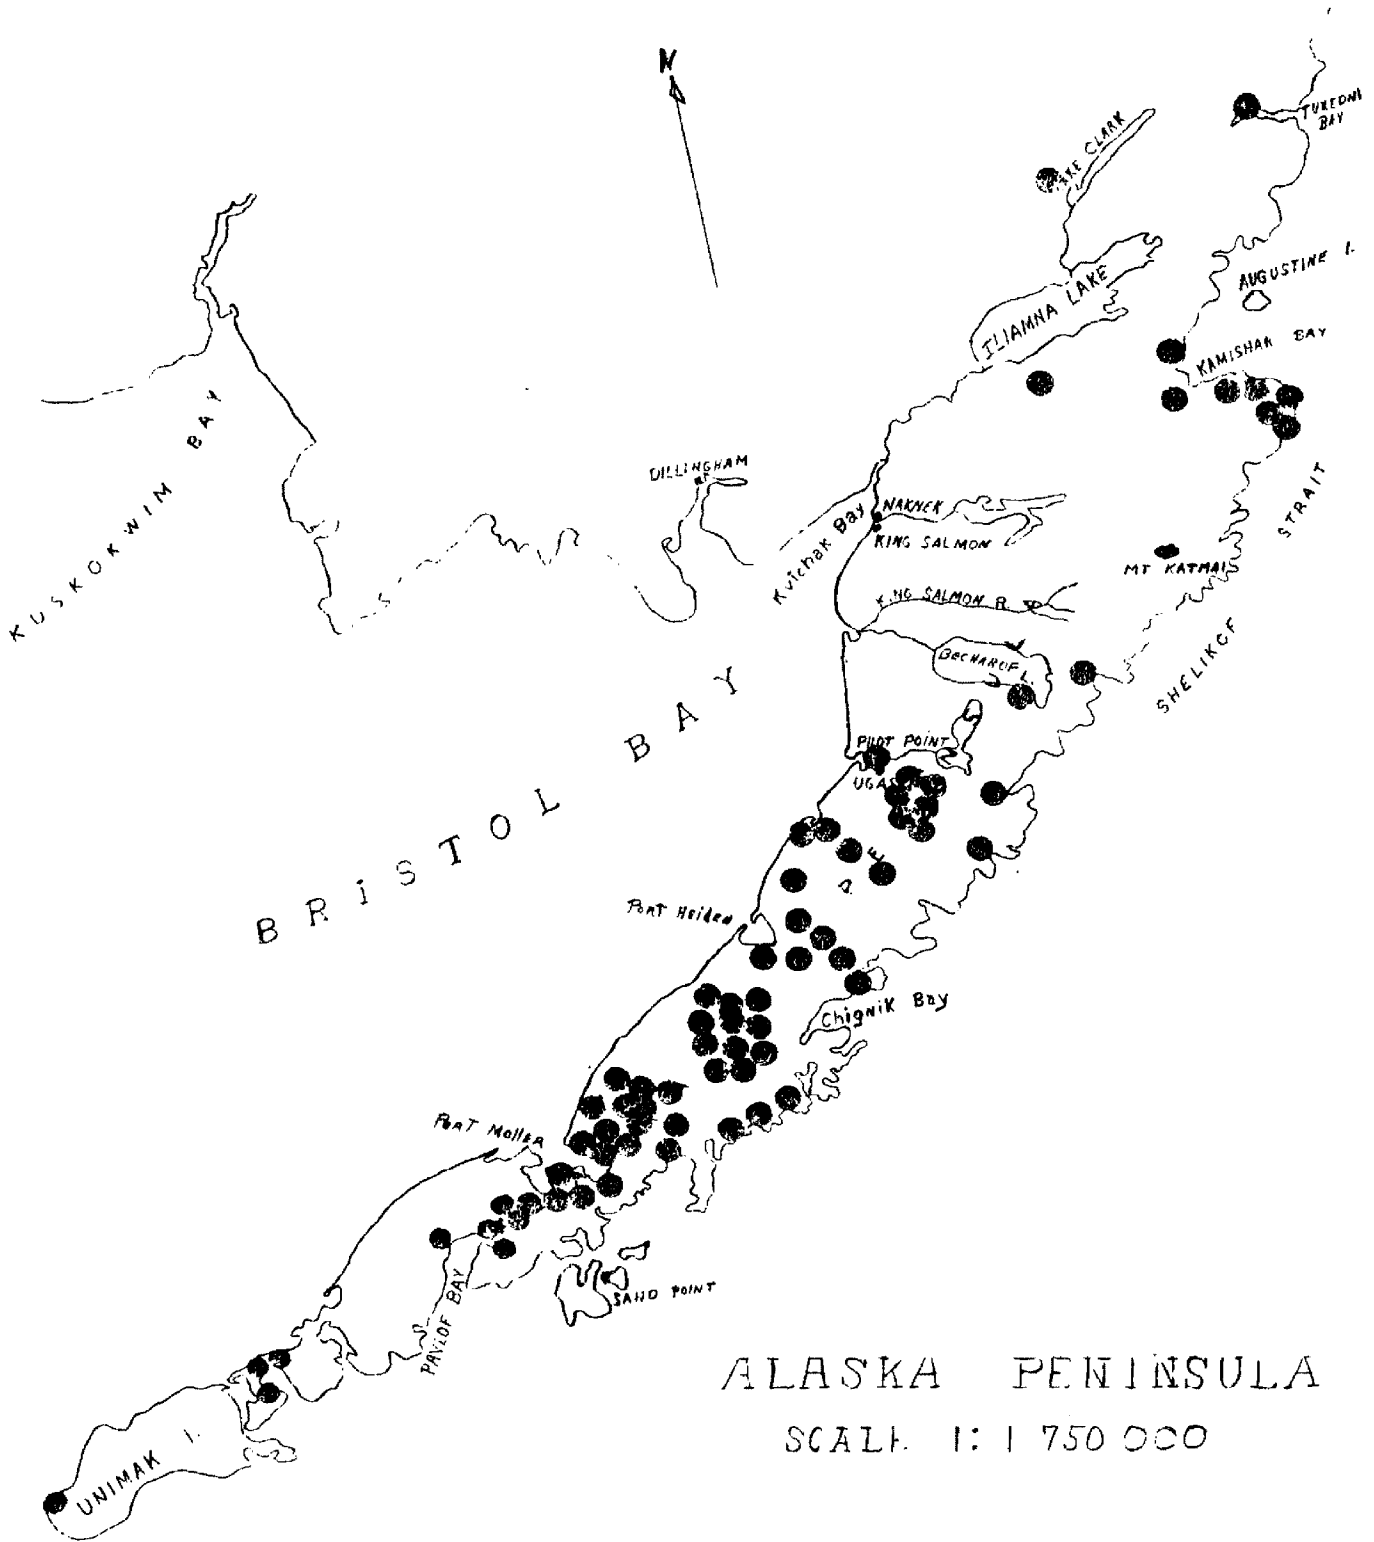 N
TUXEDNI
BAY
LAKE CLARK
AUGUSTINE I.
ILIAMNA LAKE
KAMISHAK BAY
KUSKOKWIM BAY
DILLINGHAM
Kvichak Bay
NAKNEK
KING SALMON
STRAIT
MT KATMAI
KING SALMON R.
SHELIKOF
BECHAROF L.
BRISTOL BAY
PILOT POINT
Port Heiden
Chignik Bay
Port Moller
SAND POINT
PAVLOF BAY
UNIMAK I.
ALASKA PENINSULA
SCALE 1:1 750 000